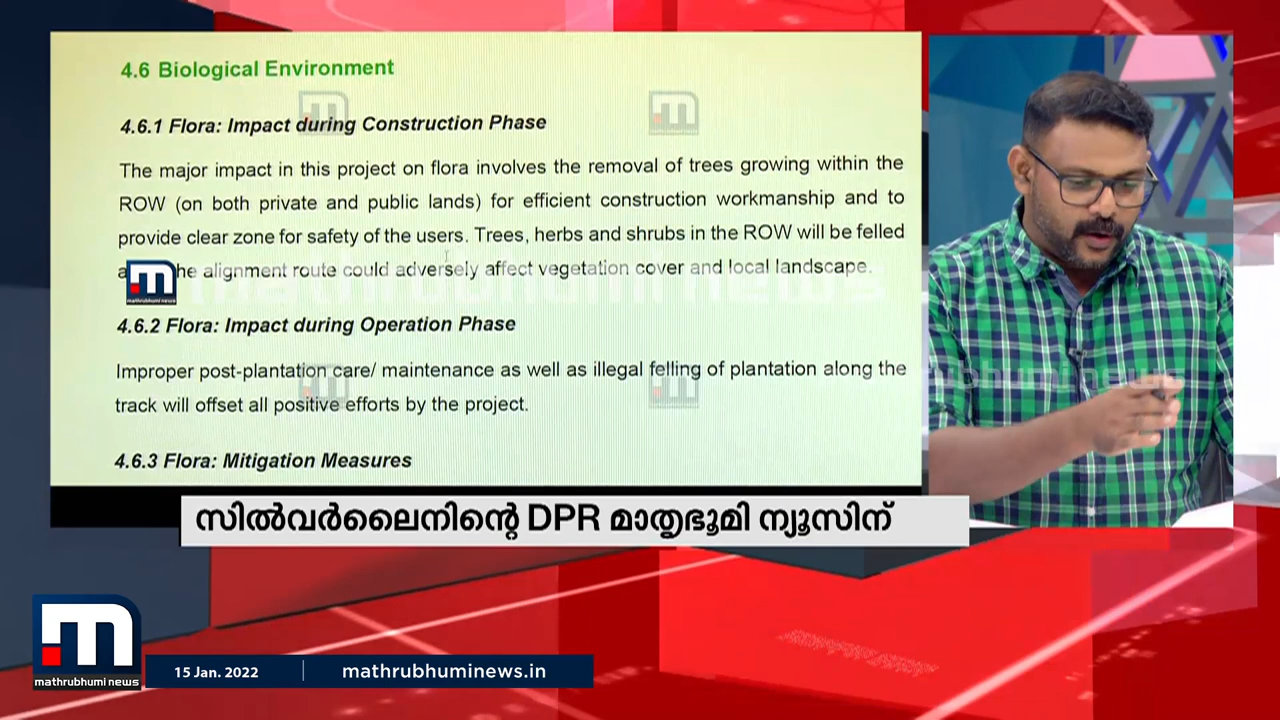 4.6 Biological Environment
4.6.1 Flora: Impact during Construction Phase
The major impact in this project on flora involves the removal of trees growing within the
ROW (on both private and public lands) for efficient construction workmanship and to
provide clear zone for safety of the users. Trees, herbs and shrubs in the ROW will be felled
alignment route could adversely affect vegetation cover and local landscape.
mathrubhumi news
4.6.2 Flora: Impact during Operation Phase
Improper post-plantation care/ maintenance as well as illegal felling of plantation along the
track will offset all positive efforts by the project.
4.6.3 Flora: Mitigation Measures
സിൽവർലൈനിന്റെ DPR മാതൃഭൂമി ന്യൂസിന്
mathrubhumi news
15 Jan. 2022
mathrubhuminews.in